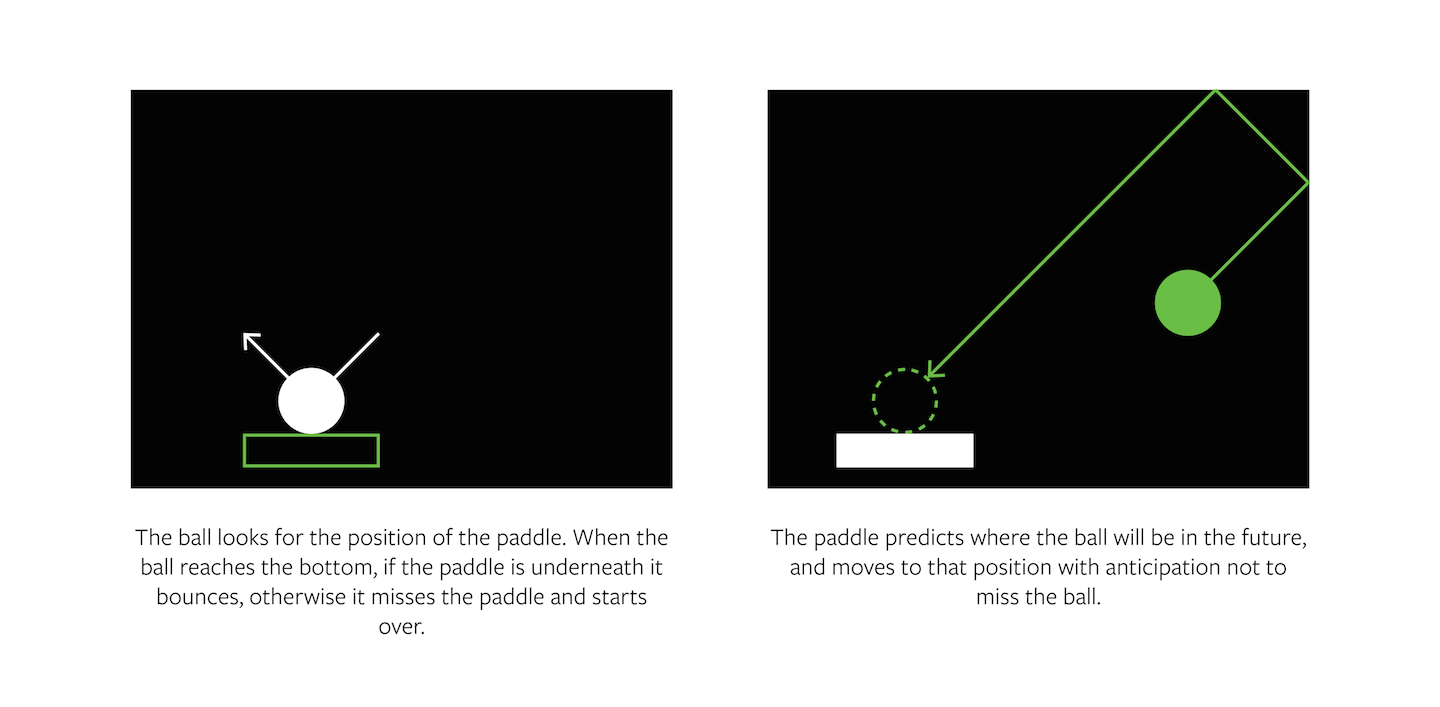 The ball looks for the position of the paddle. When the
ball reaches the bottom, if the paddle is underneath it
bounces, otherwise it misses the paddle and starts
over.
The paddle predicts where the ball will be in the future,
and moves to that position with anticipation not to
miss the ball.